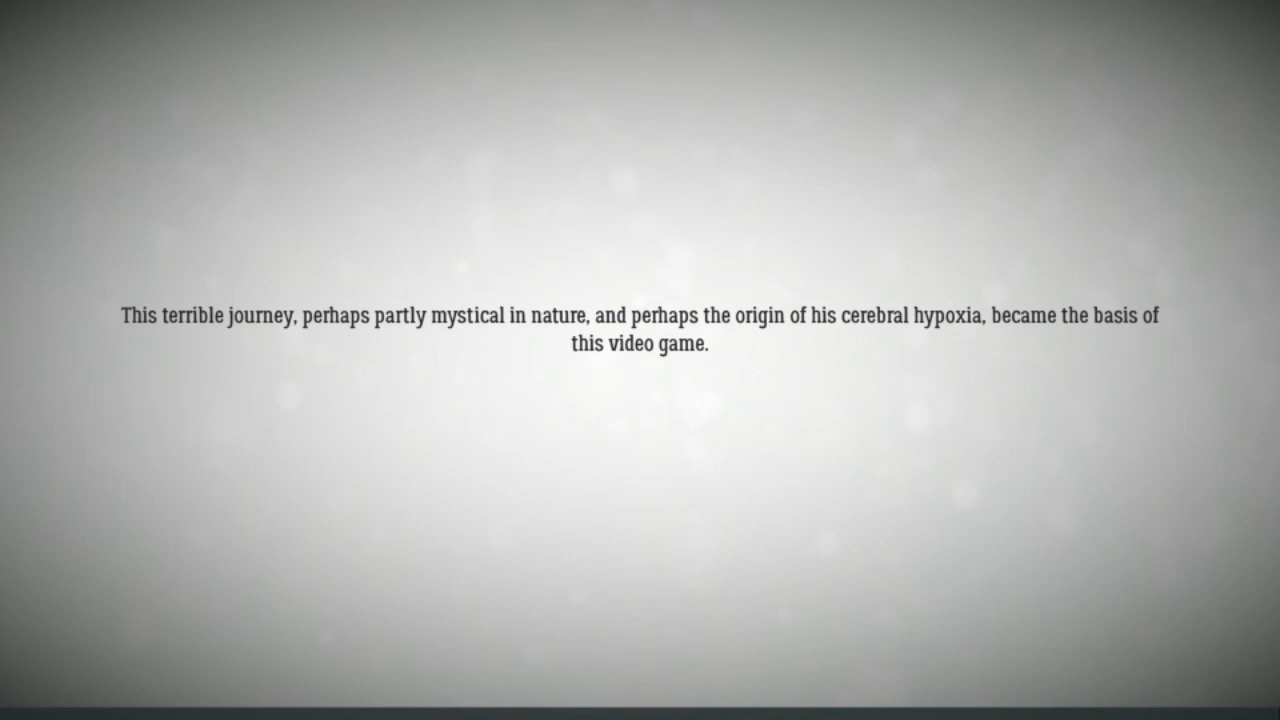 This terrible journey, perhaps partly mystical in nature, and perhaps the origin of his cerebral hypoxia, became the basis of
this video game.